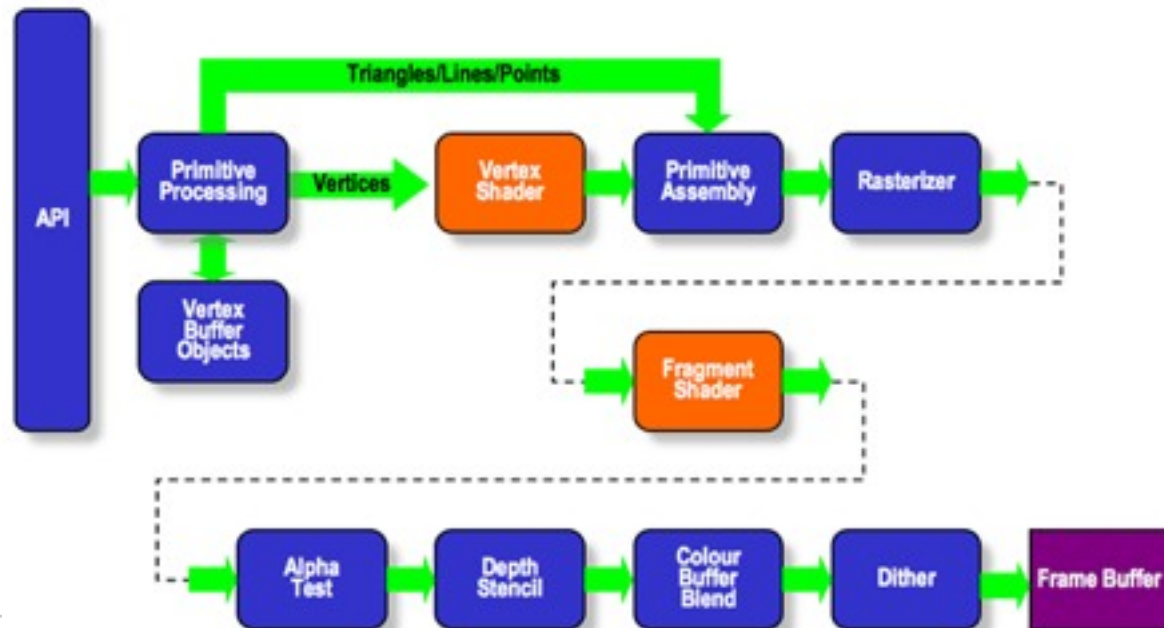 Triangles/Lines/Points
API
Primitive
Processing
Vertices
Vertex
Shader
Primitive
Assembly
Rasterizer
Vertex
Buffer
Objects
Fragment
Shader
Alpha
Test
Depth
Stencil
Colour
Buffer
Blend
Dither
Frame Buffer